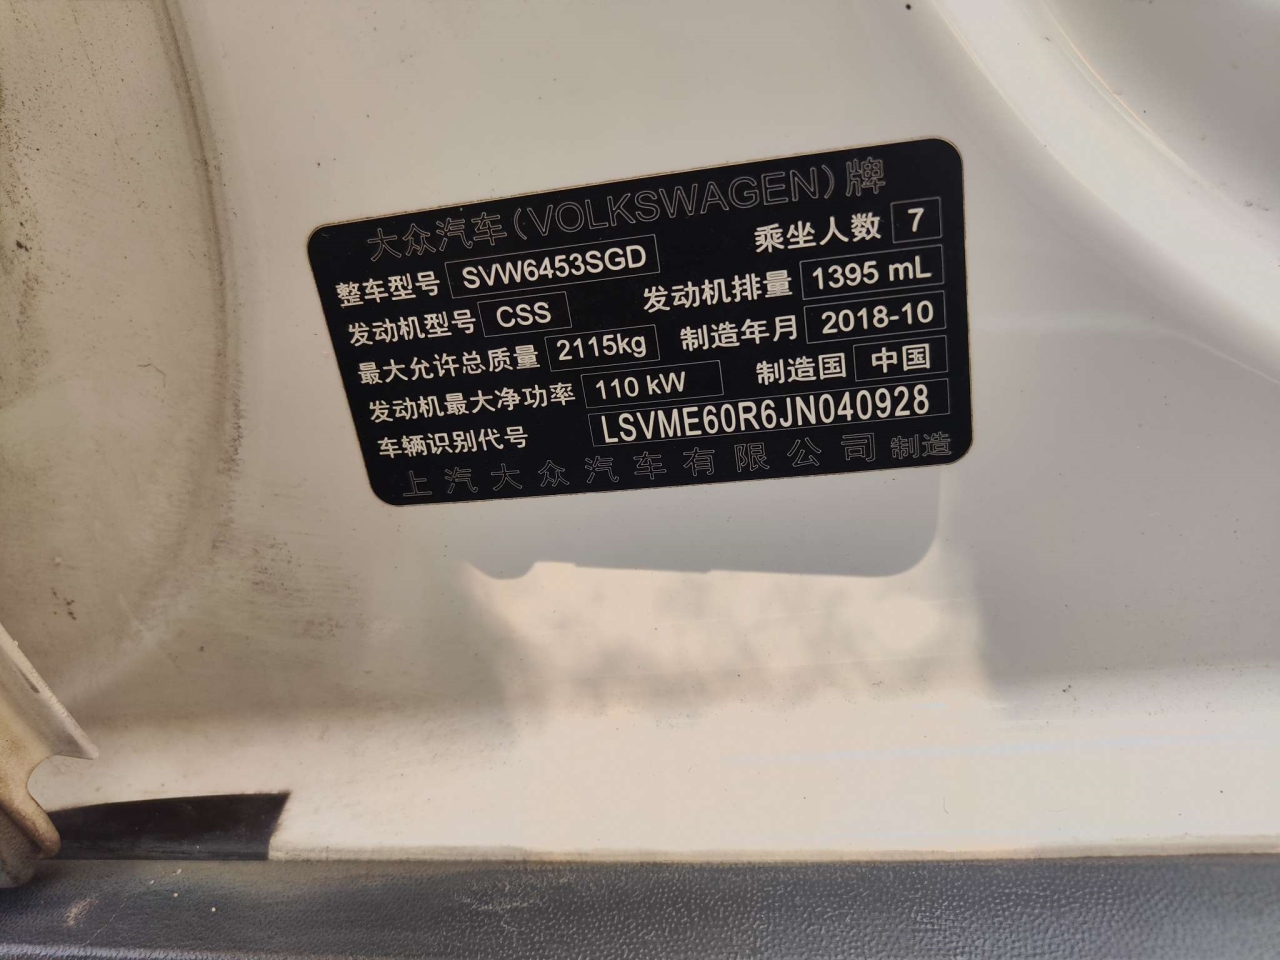 大众汽车(VOLKSWAGEN)牌
整车型号 SVW6453SGD 乘坐人数 7
发动机型号 CSS 发动机排量 1395 mL
最大允许总质量 2115kg 制造年月 2018-10
发动机最大净功率 110 kW 制造国 中国
车辆识别代号 LSVME60R6JN040928
上汽大众汽车有限公司制造